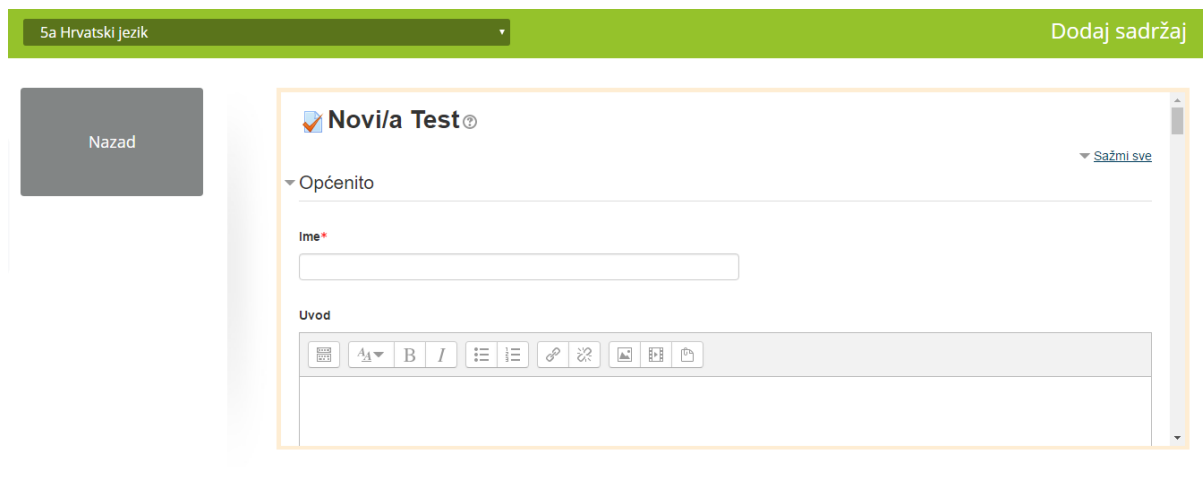 5a Hrvatski jezik
Dodaj sadržaj
Nazad
Novi/a Test
Sažmi sve
Općenito
Ime*
Uvod
B I